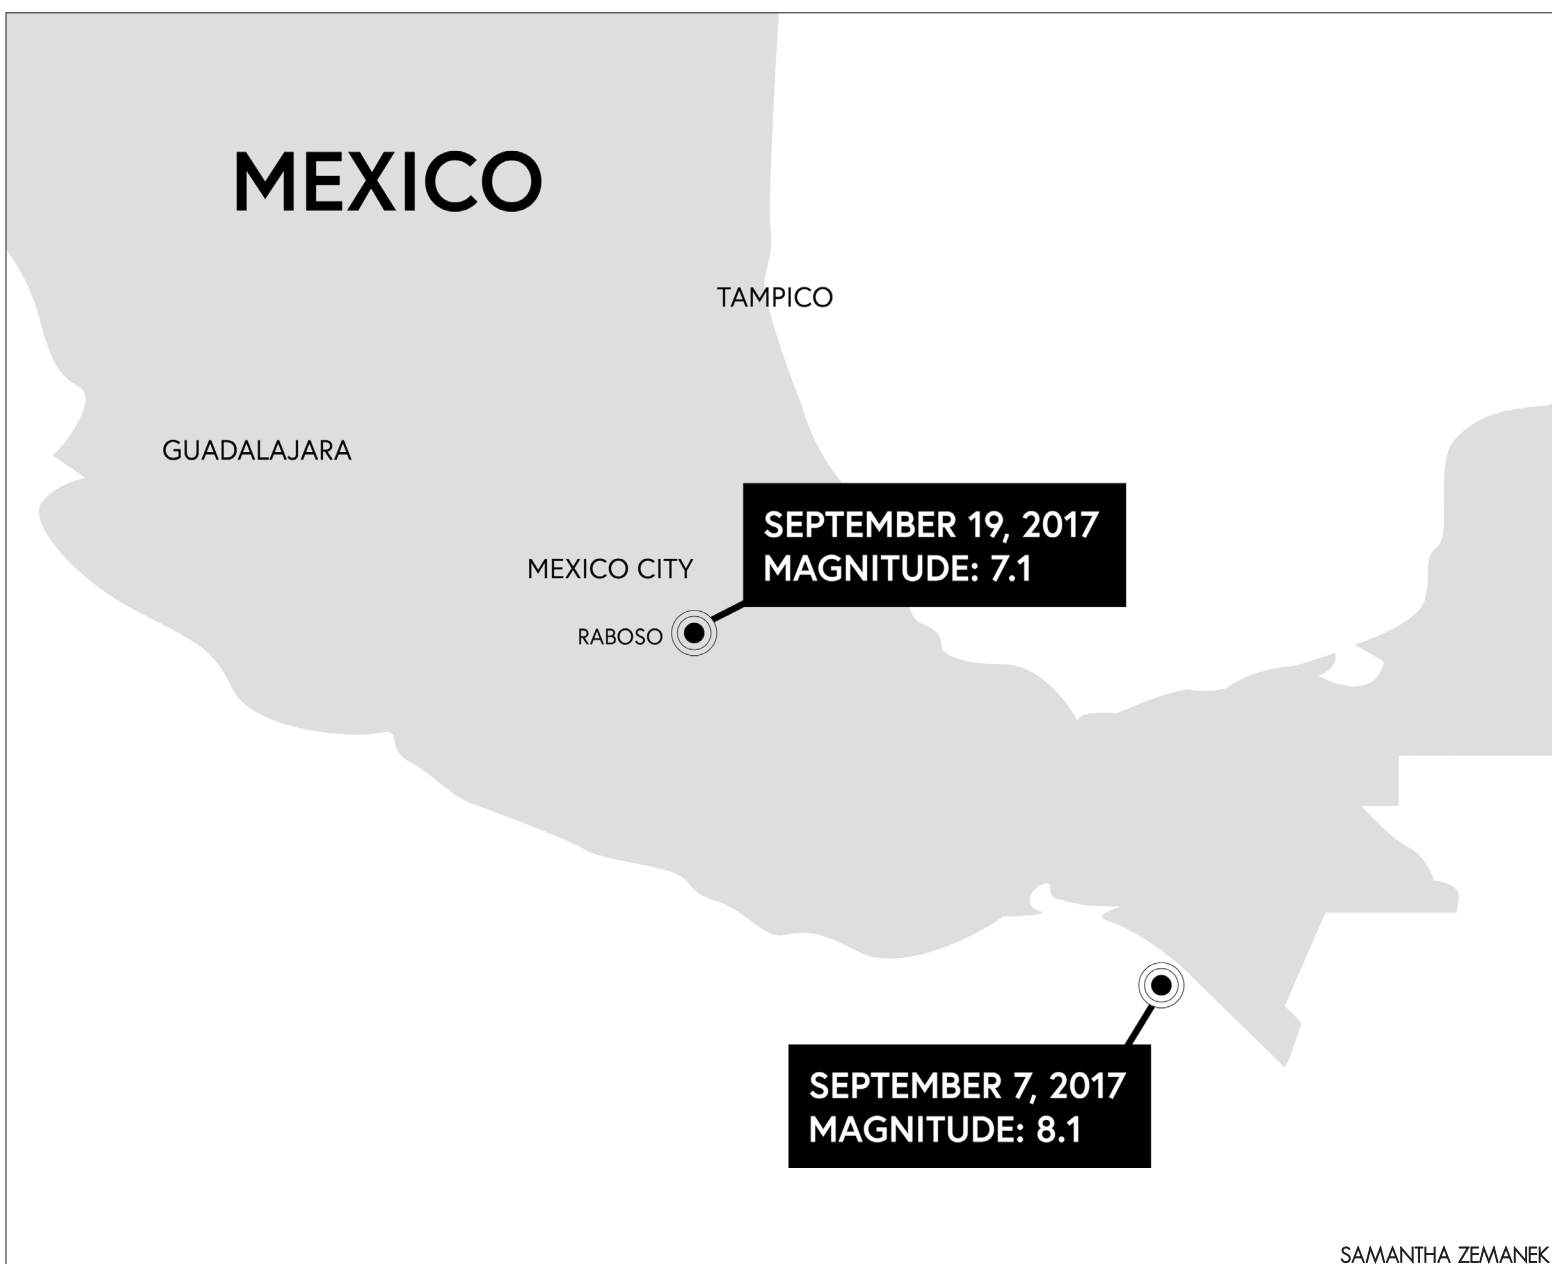 MEXICO
TAMPICO
GUADALAJARA
SEPTEMBER 19, 2017
MAGNITUDE: 7.1
MEXICO CITY
RABOSO
SEPTEMBER 7, 2017
MAGNITUDE: 8.1
SAMANTHA ZEMANEK